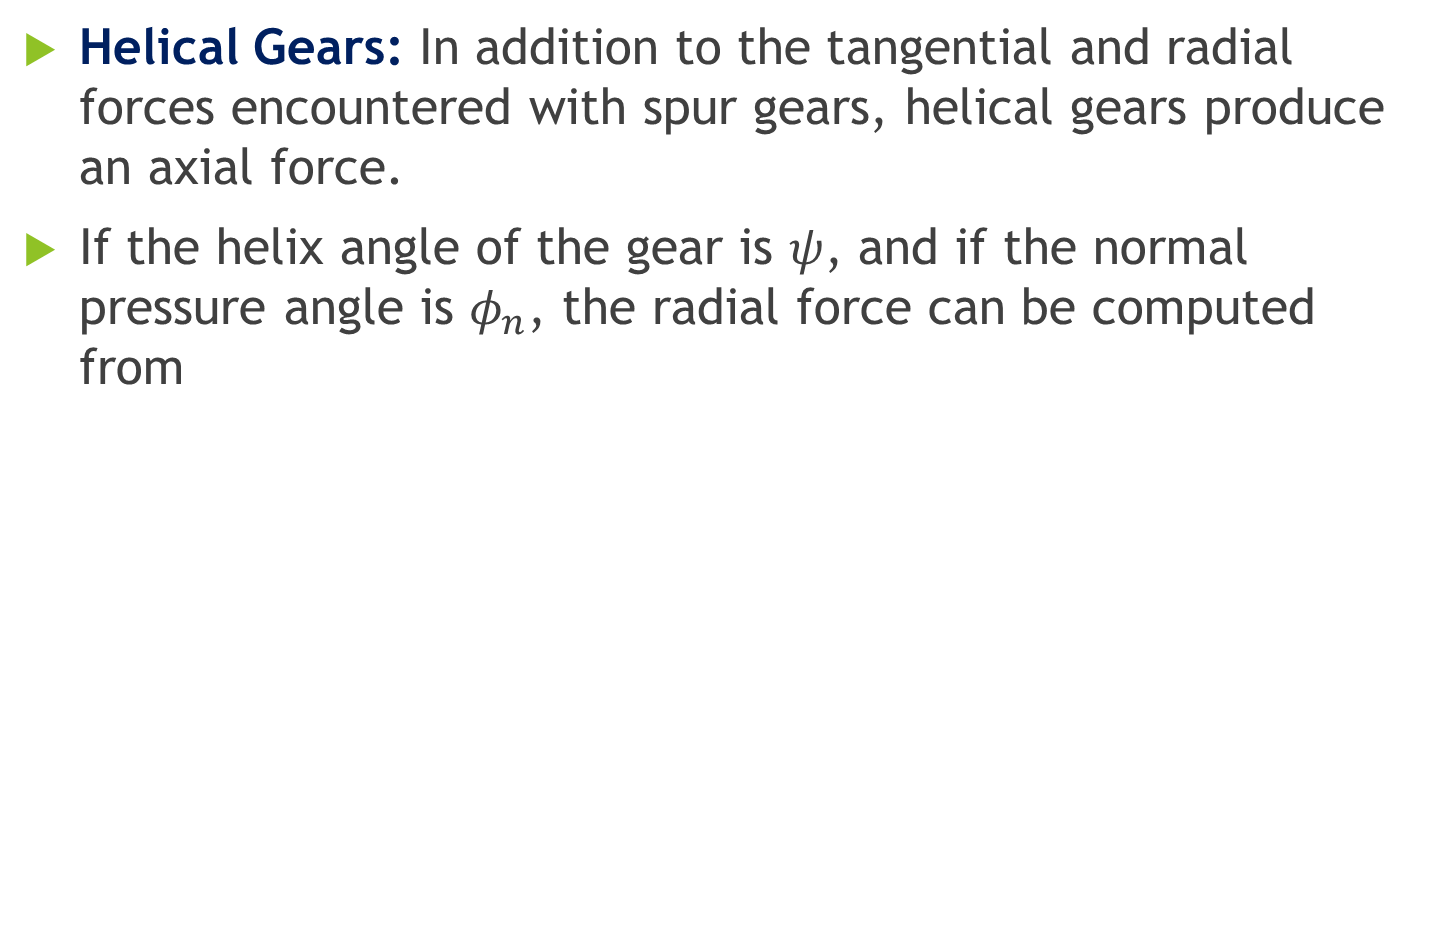 Helical Gears: In addition to the tangential and radial
forces encountered with spur gears, helical gears produce
an axial force.
If the helix angle of the gear is ψ, and if the normal
pressure angle is ϕₙ, the radial force can be computed
from